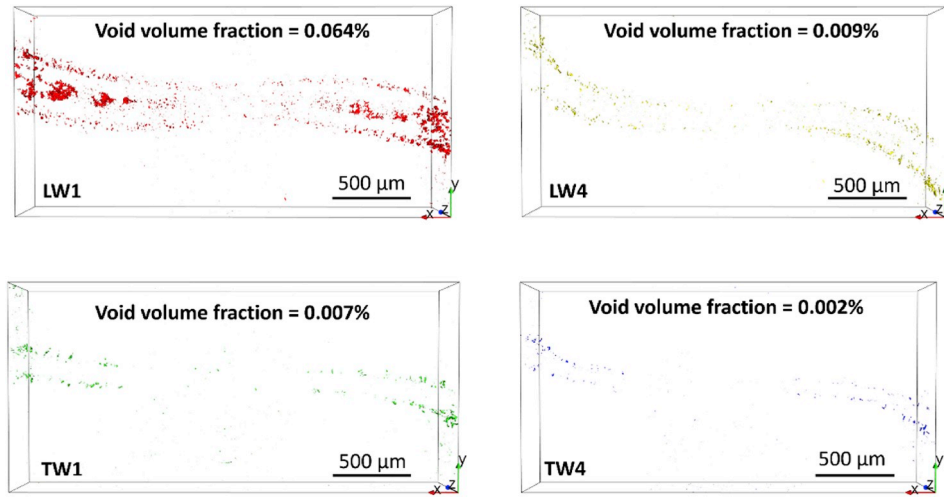 Void volume fraction = 0.064%
LW1
500 µm
y
z
x
Void volume fraction = 0.009%
LW4
500 µm
y
z
x
Void volume fraction = 0.007%
TW1
500 µm
y
z
x
Void volume fraction = 0.002%
TW4
500 µm
y
z
x